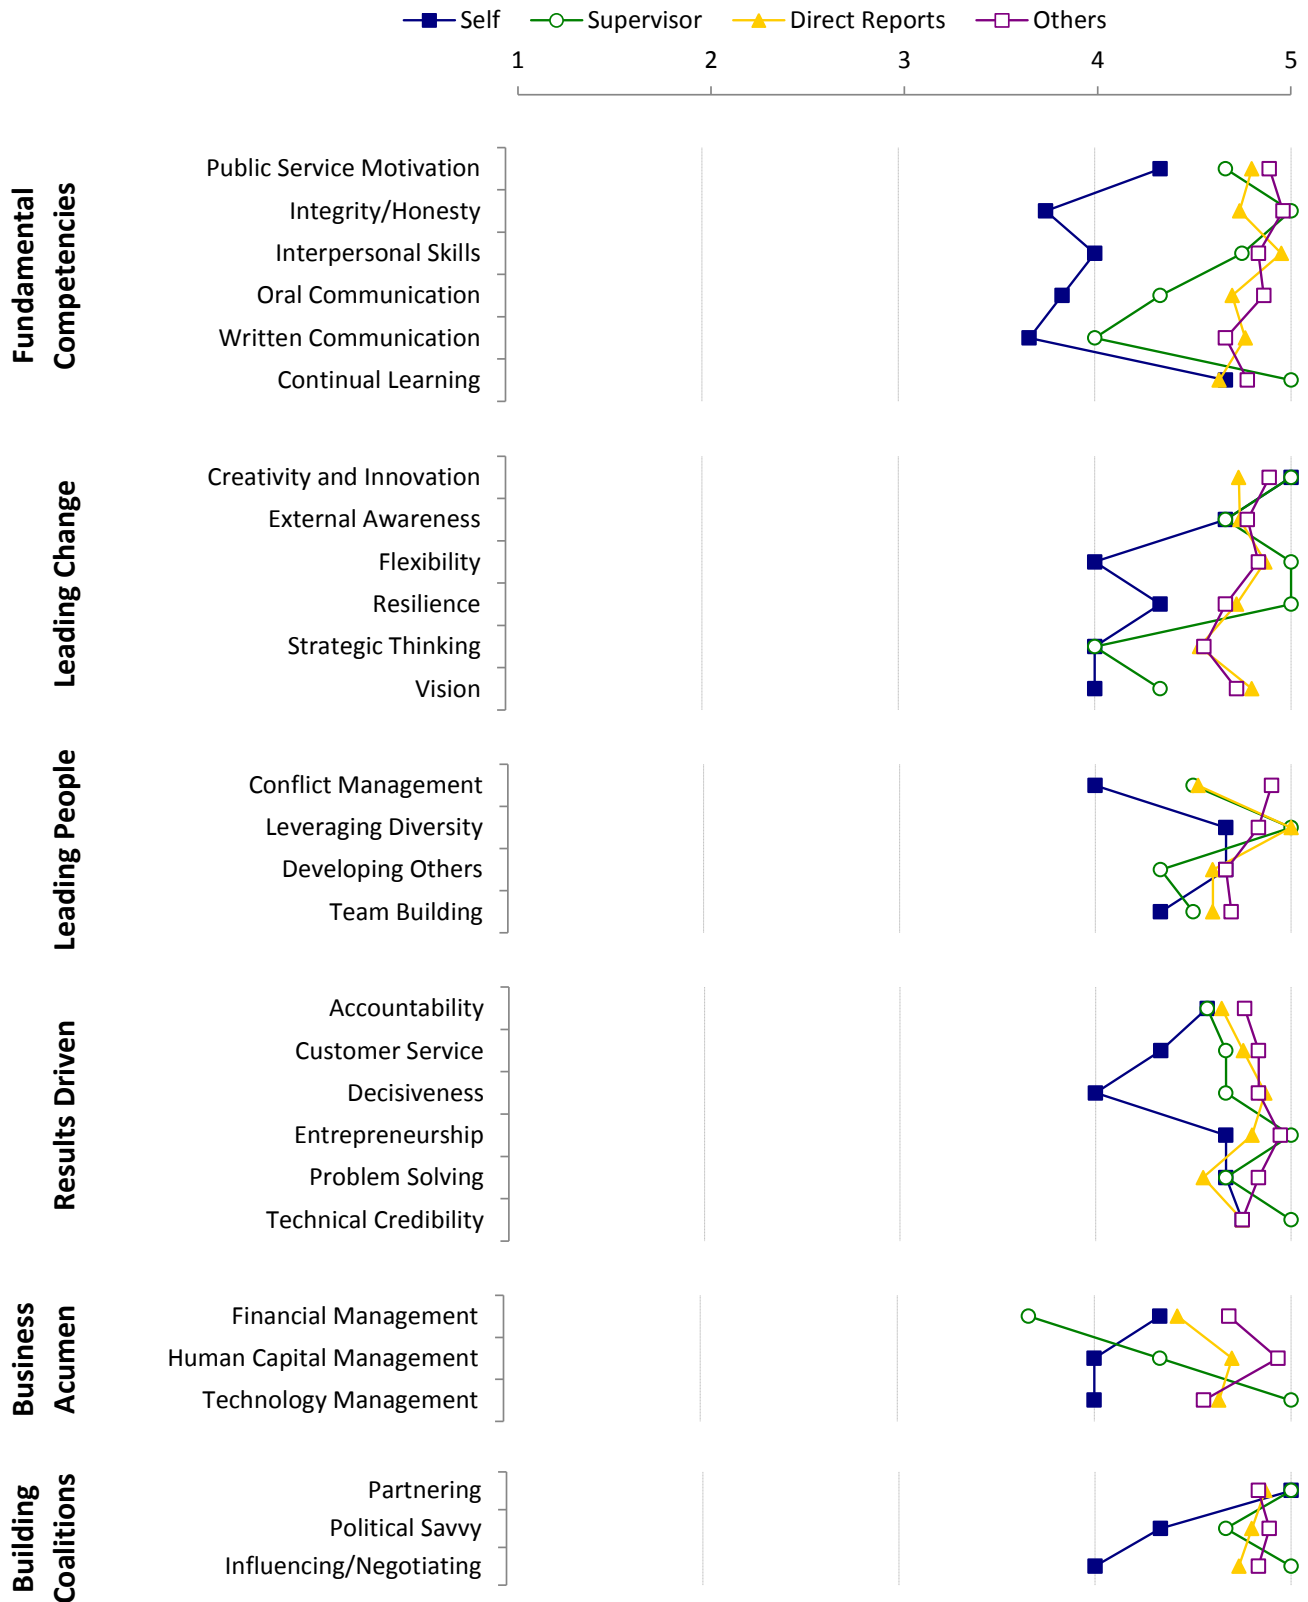 Self Supervisor Direct Reports Others
1 2 3 4 5
Fundamental
Competencies
Public Service Motivation
Integrity/Honesty
Interpersonal Skills
Oral Communication
Written Communication
Continual Learning
Leading Change
Creativity and Innovation
External Awareness
Flexibility
Resilience
Strategic Thinking
Vision
Leading People
Conflict Management
Leveraging Diversity
Developing Others
Team Building
Results Driven
Accountability
Customer Service
Decisiveness
Entrepreneurship
Problem Solving
Technical Credibility
Business
Acumen
Financial Management
Human Capital Management
Technology Management
Building
Coalitions
Partnering
Political Savvy
Influencing/Negotiating